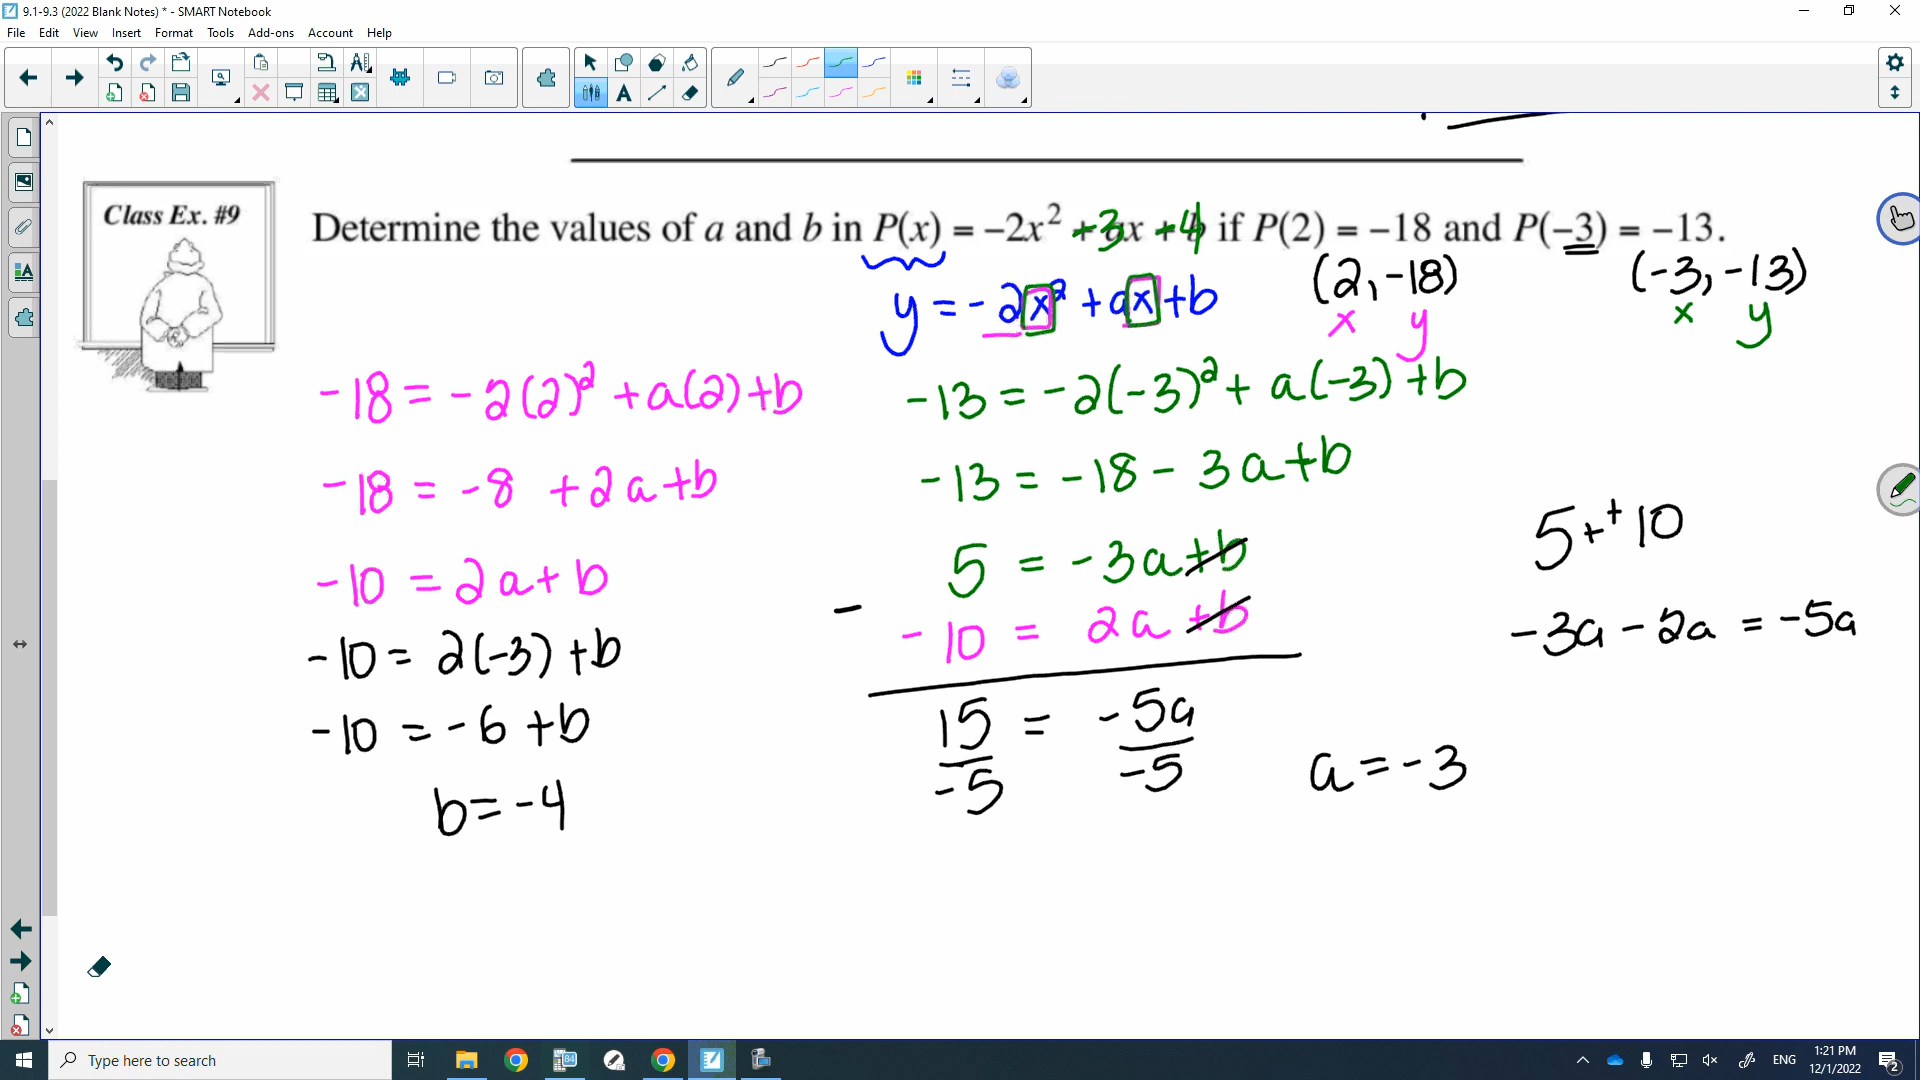 9.1-9.3 (2022 Blank Notes) * - SMART Notebook
File Edit View Insert Format Tools Add-ons Account Help
Class Ex. #9
Determine the values of a and b in P(x) = −2x² + ax + b if P(2) = −18 and P(−3) = −13.
-3 -4
(2, -18) (-3, -13)
y = -2x² + ax + b
x y x y
-18 = -2(2)² + a(2) + b
-13 = -2(-3)² + a(-3) + b
-18 = -8 + 2a + b
-13 = -18 - 3a + b
5 + + 10
-10 = 2a + b
5 = -3a + b
- -10 = 2a + b
-3a - 2a = -5a
-10 = 2(-3) + b
15 = -5a
-5 -5
-10 = -6 + b
a = -3
b = -4
Type here to search
84
ENG
1:21 PM
12/1/2022
2